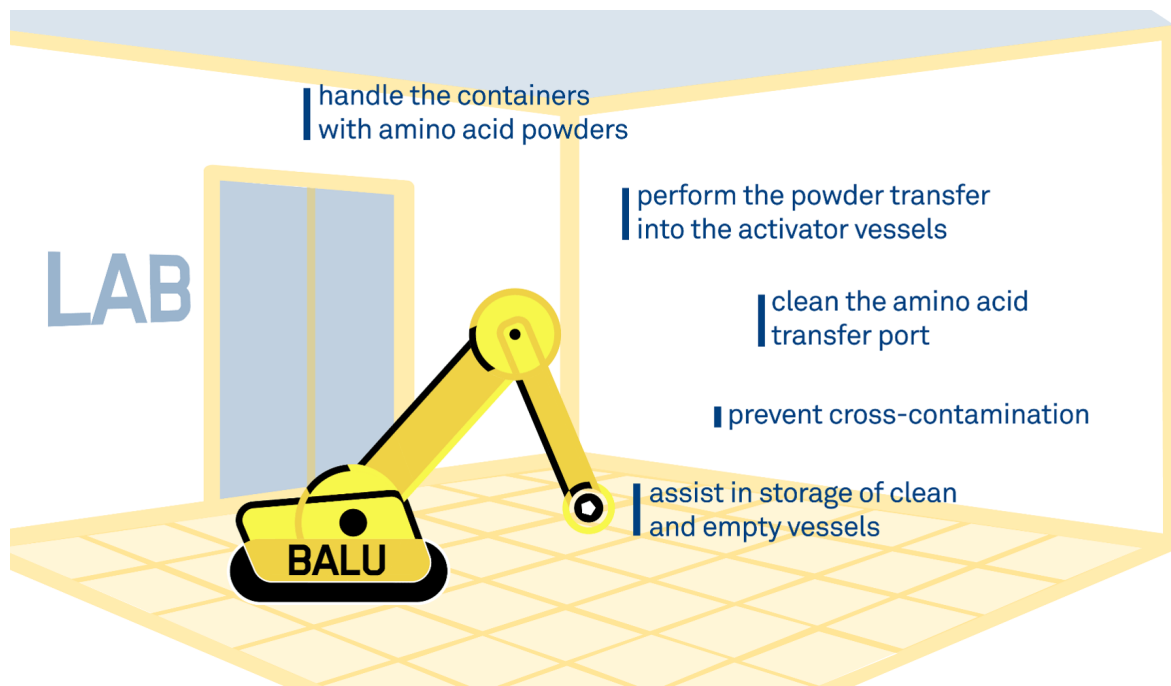 handle the containers
with amino acid powders
perform the powder transfer
into the activator vessels
LAB
clean the amino acid
transfer port
prevent cross-contamination
assist in storage of clean
and empty vessels
BALU